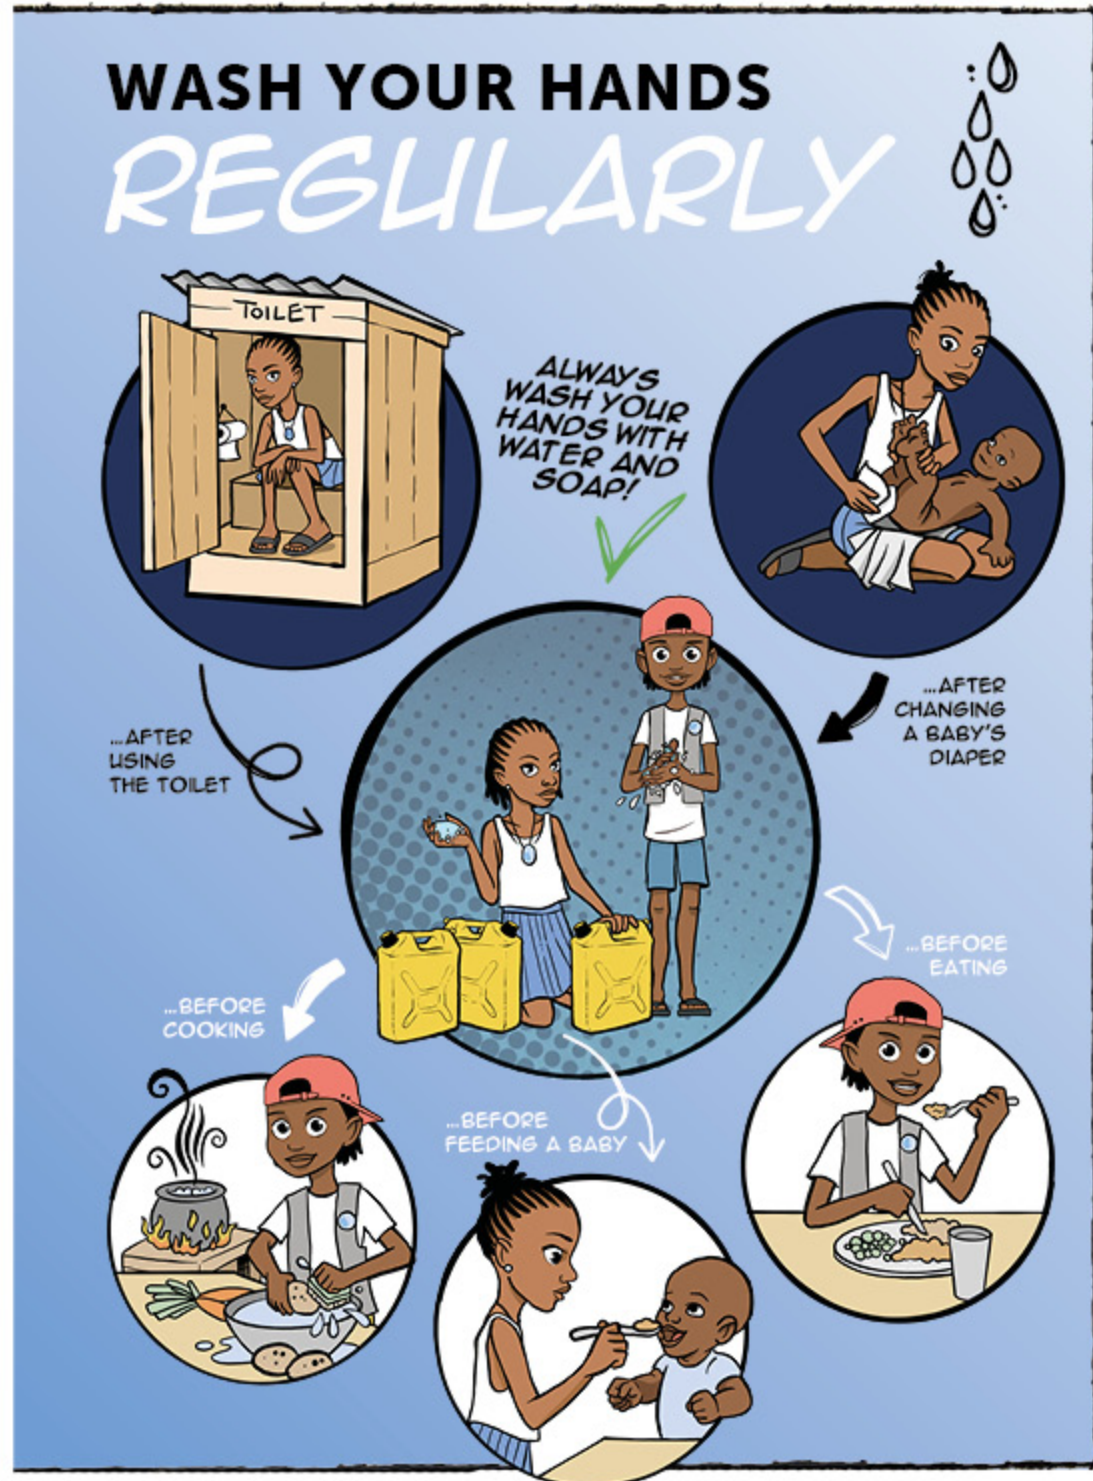 WASH YOUR HANDS
REGULARLY
TOILET
ALWAYS
WASH YOUR
HANDS WITH
WATER AND
SOAP!
...AFTER
USING
THE TOILET
...AFTER
CHANGING
A BABY'S
DIAPER
...BEFORE
COOKING
...BEFORE
FEEDING A BABY
...BEFORE
EATING